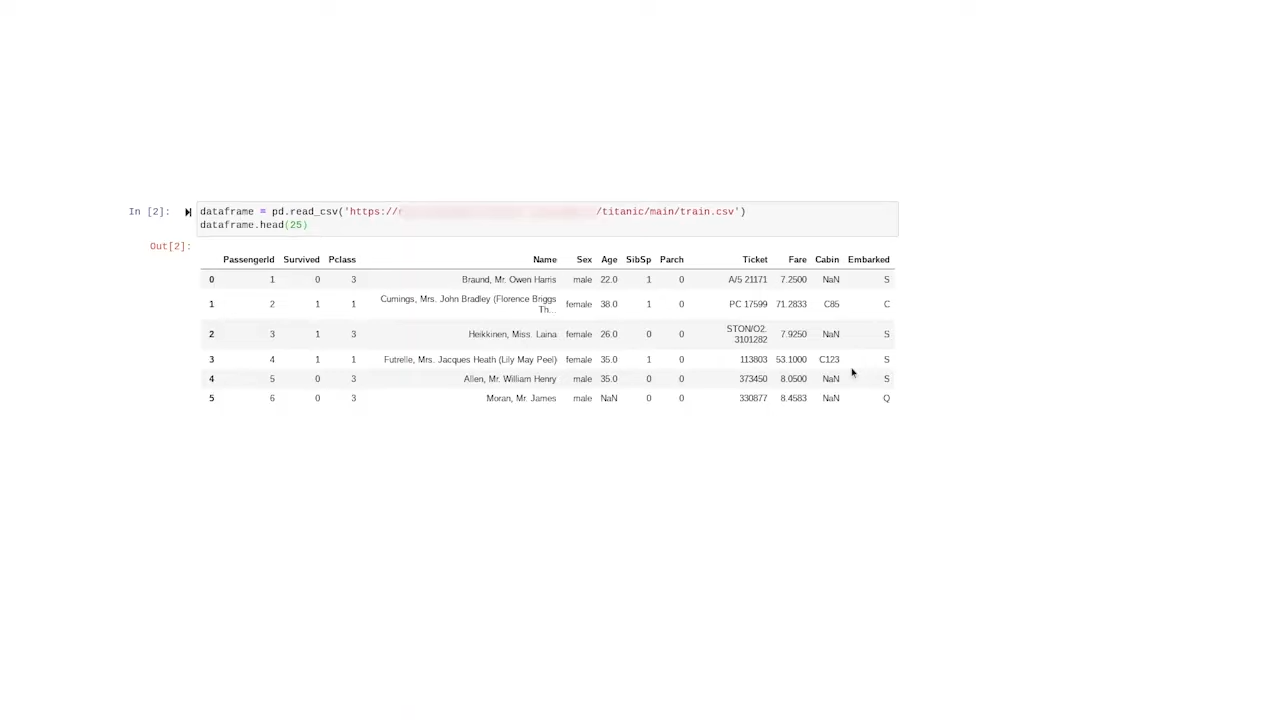 In [2]: dataframe = pd.read_csv('https:// /titanic/main/train.csv')
dataframe.head(25)
Out[2]:
PassengerId Survived Pclass Name Sex Age SibSp Parch Ticket Fare Cabin Embarked
0 1 0 3 Braund, Mr. Owen Harris male 22.0 1 0 A/5 21171 7.2500 NaN S
1 2 1 1 Cumings, Mrs. John Bradley (Florence Briggs Th... female 38.0 1 0 PC 17599 71.2833 C85 C
2 3 1 3 Heikkinen, Miss. Laina female 26.0 0 0 STON/O2. 3101282 7.9250 NaN S
3 4 1 1 Futrelle, Mrs. Jacques Heath (Lily May Peel) female 35.0 1 0 113803 53.1000 C123 S
4 5 0 3 Allen, Mr. William Henry male 35.0 0 0 373450 8.0500 NaN S
5 6 0 3 Moran, Mr. James male NaN 0 0 330877 8.4583 NaN Q